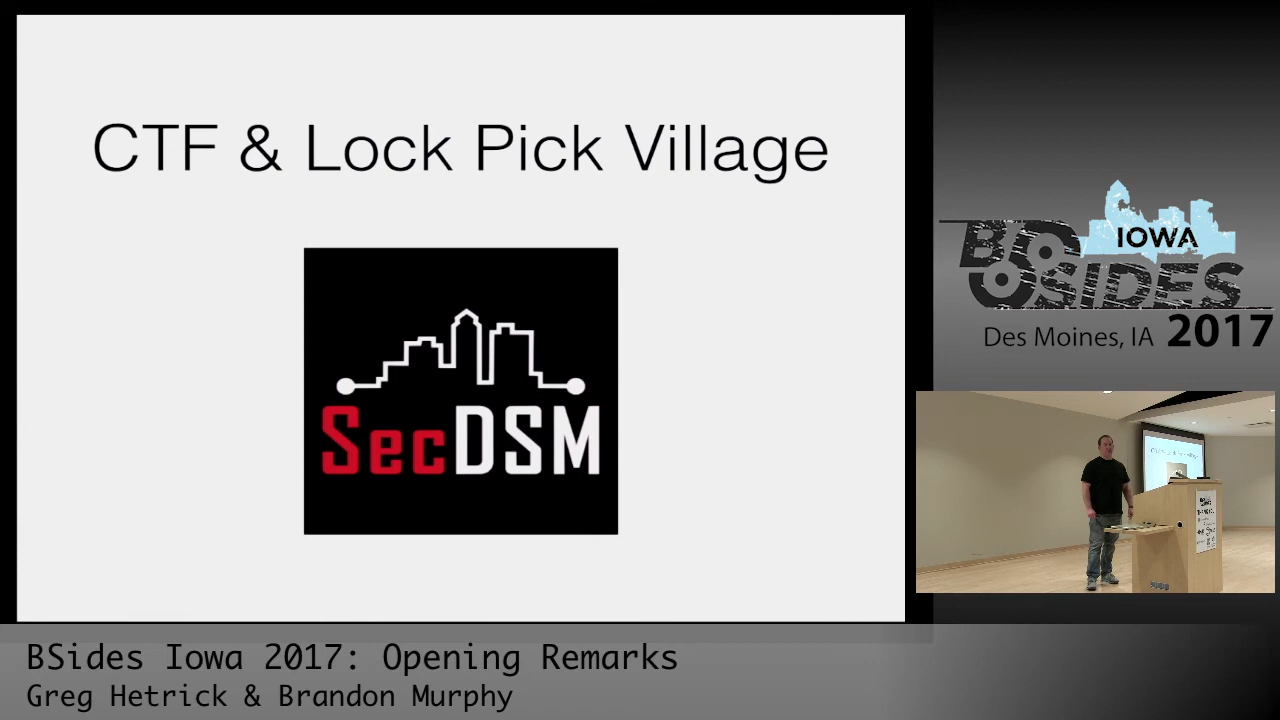 CTF & Lock Pick Village
SecDSM
IOWA
BSIDES
Des Moines, IA 2017
BSides Iowa 2017: Opening Remarks
Greg Hetrick & Brandon Murphy